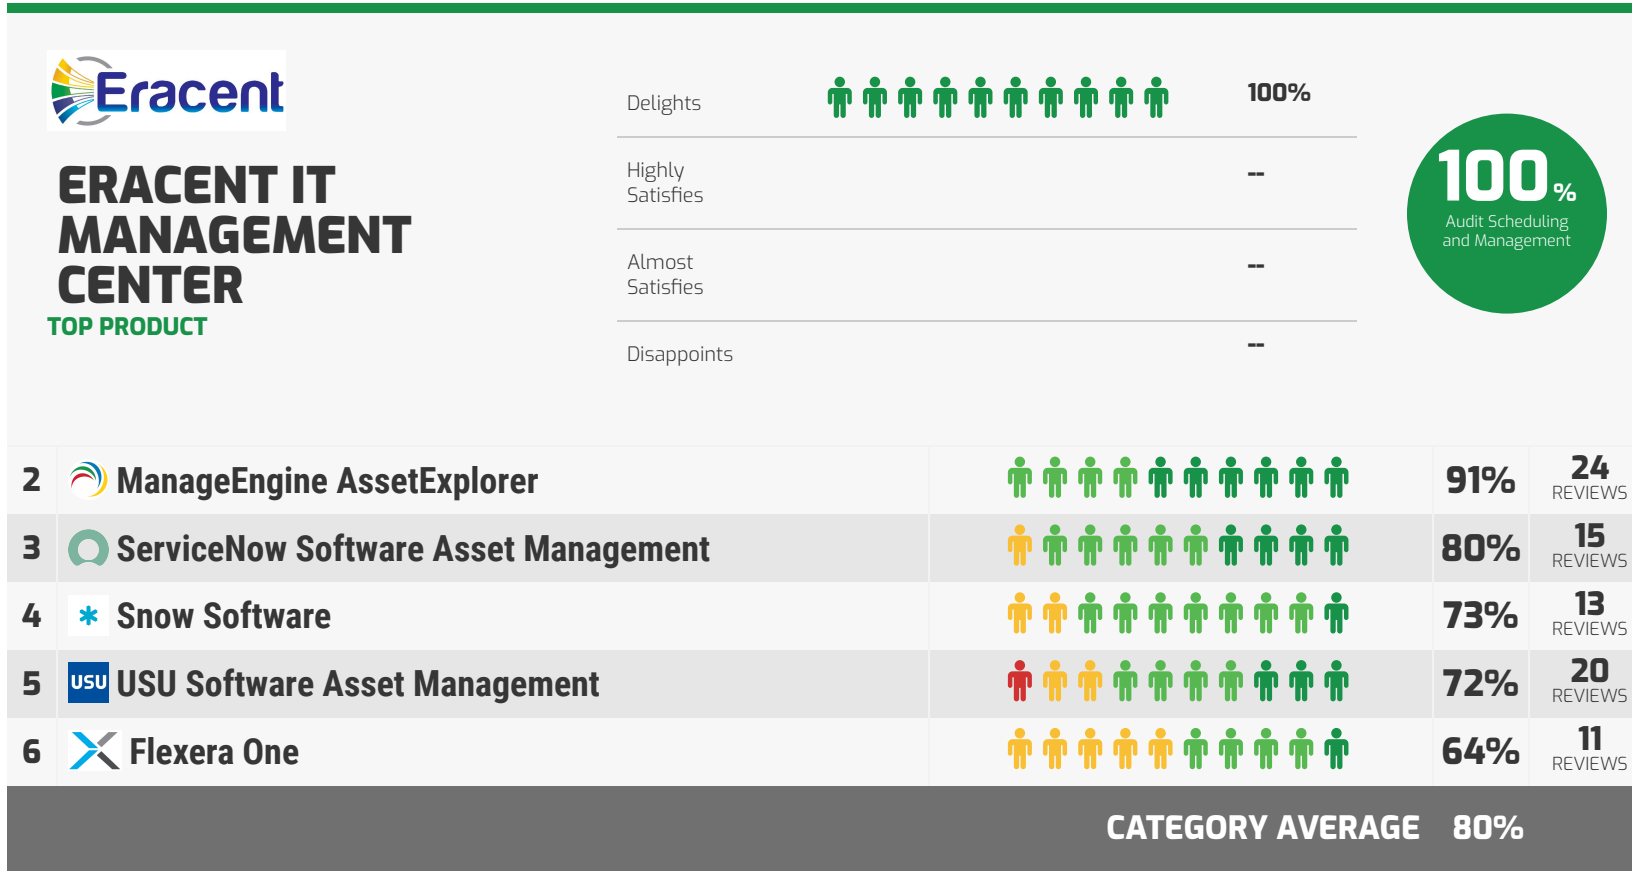 Eracent
ERACENT IT
MANAGEMENT
CENTER
TOP PRODUCT
Delights 100%
Highly
Satisfies --
Almost
Satisfies --
Disappoints --
100%
Audit Scheduling
and Management
2 ManageEngine AssetExplorer 91% 24
REVIEWS
3 ServiceNow Software Asset Management 80% 15
REVIEWS
4 Snow Software 73% 13
REVIEWS
5 USU USU Software Asset Management 72% 20
REVIEWS
6 Flexera One 64% 11
REVIEWS
CATEGORY AVERAGE 80%